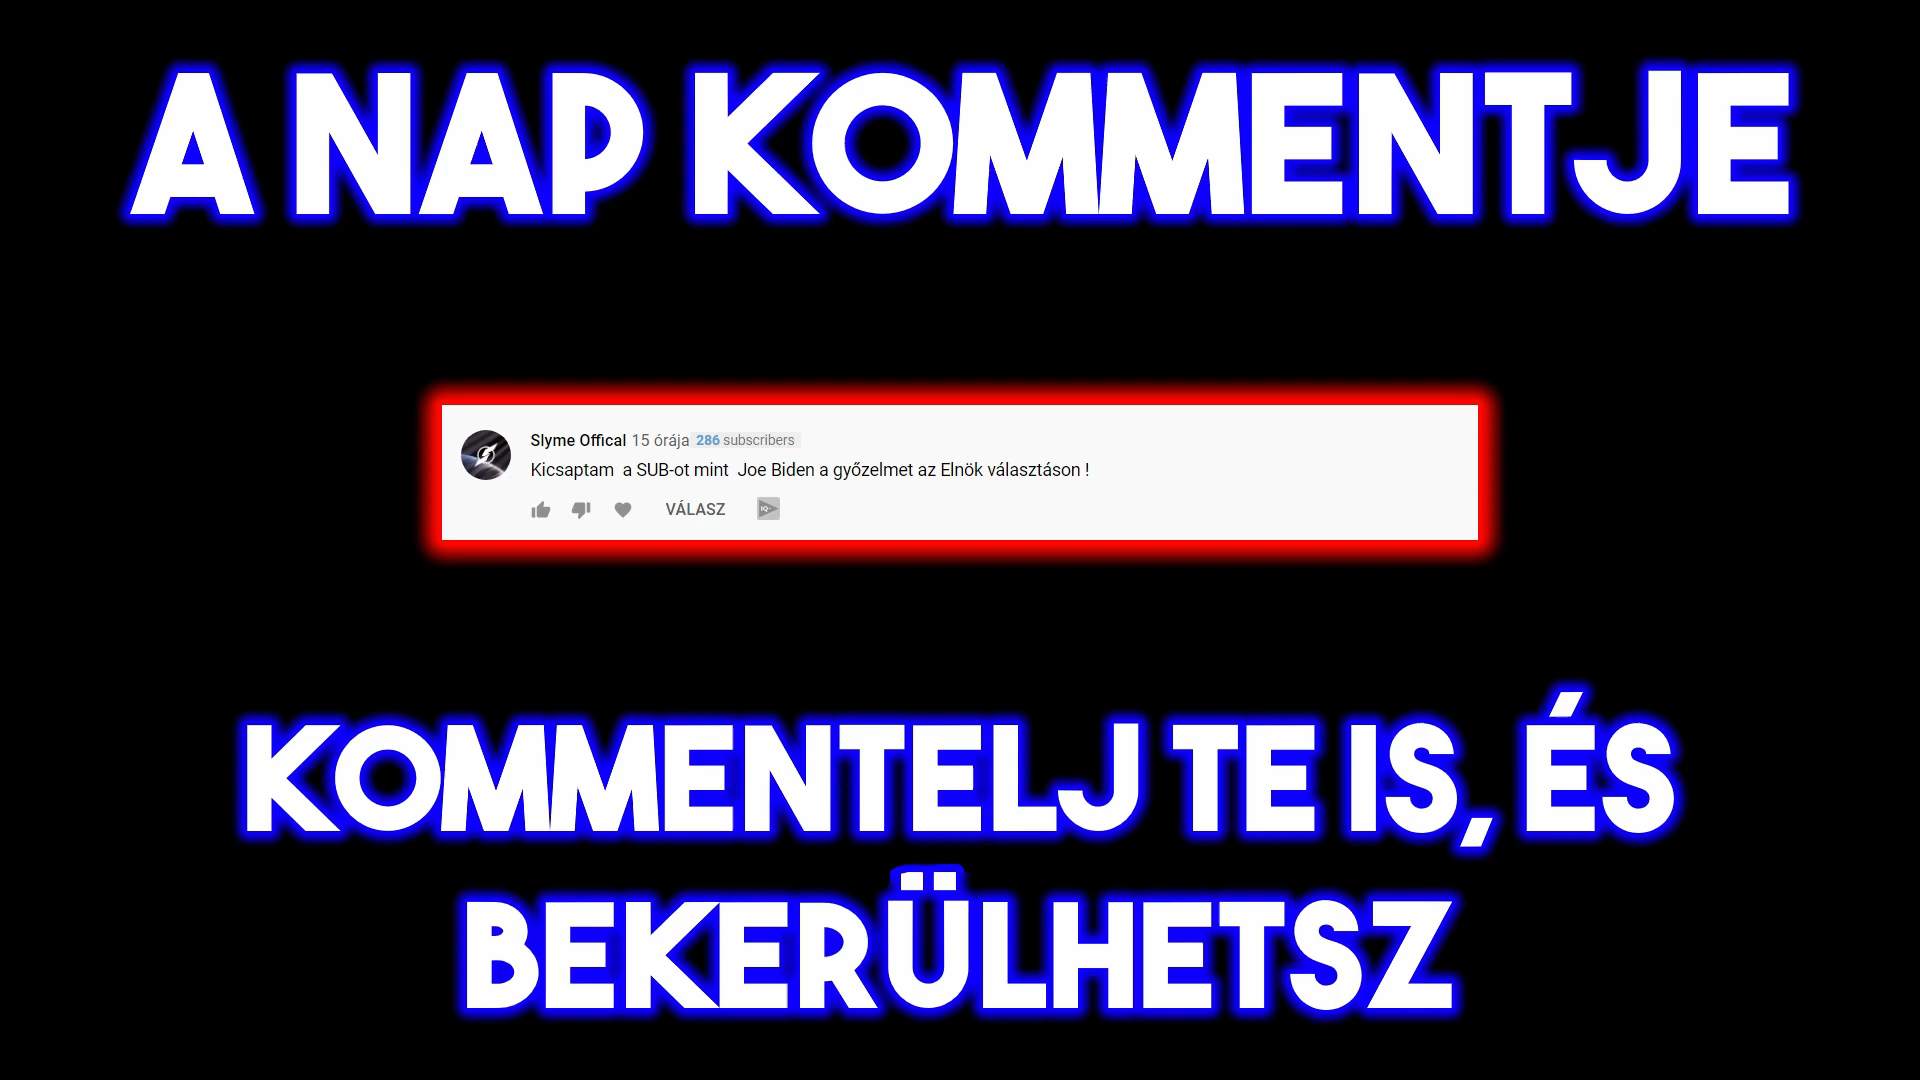 A NAP KOMMENTJE
Slyme Offical 15 órája 286 subscribers
Kicsaptam a SUB-ot mint Joe Biden a győzelmet az Elnök választáson !
VÁLASZ IQ
KOMMENTELJ TE IS, ÉS
BEKERÜLHETSZ